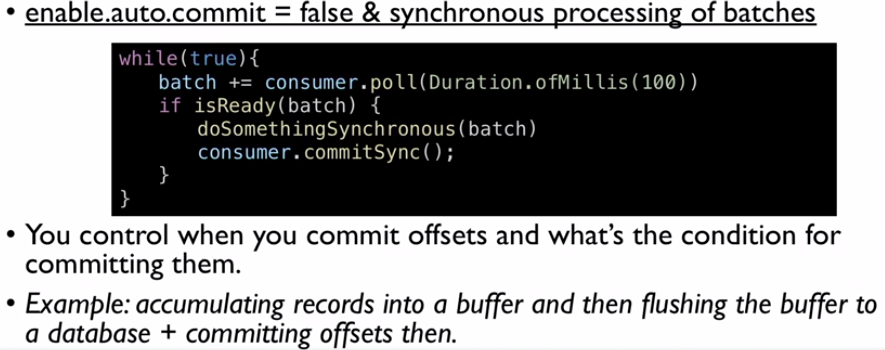 • enable.auto.commit = false & synchronous processing of batches
while(true){
    batch += consumer.poll(Duration.ofMillis(100))
    if isReady(batch) {
        doSomethingSynchronous(batch)
        consumer.commitSync();
    }
}
• You control when you commit offsets and what's the condition for
committing them.
• Example: accumulating records into a buffer and then flushing the buffer to
a database + committing offsets then.